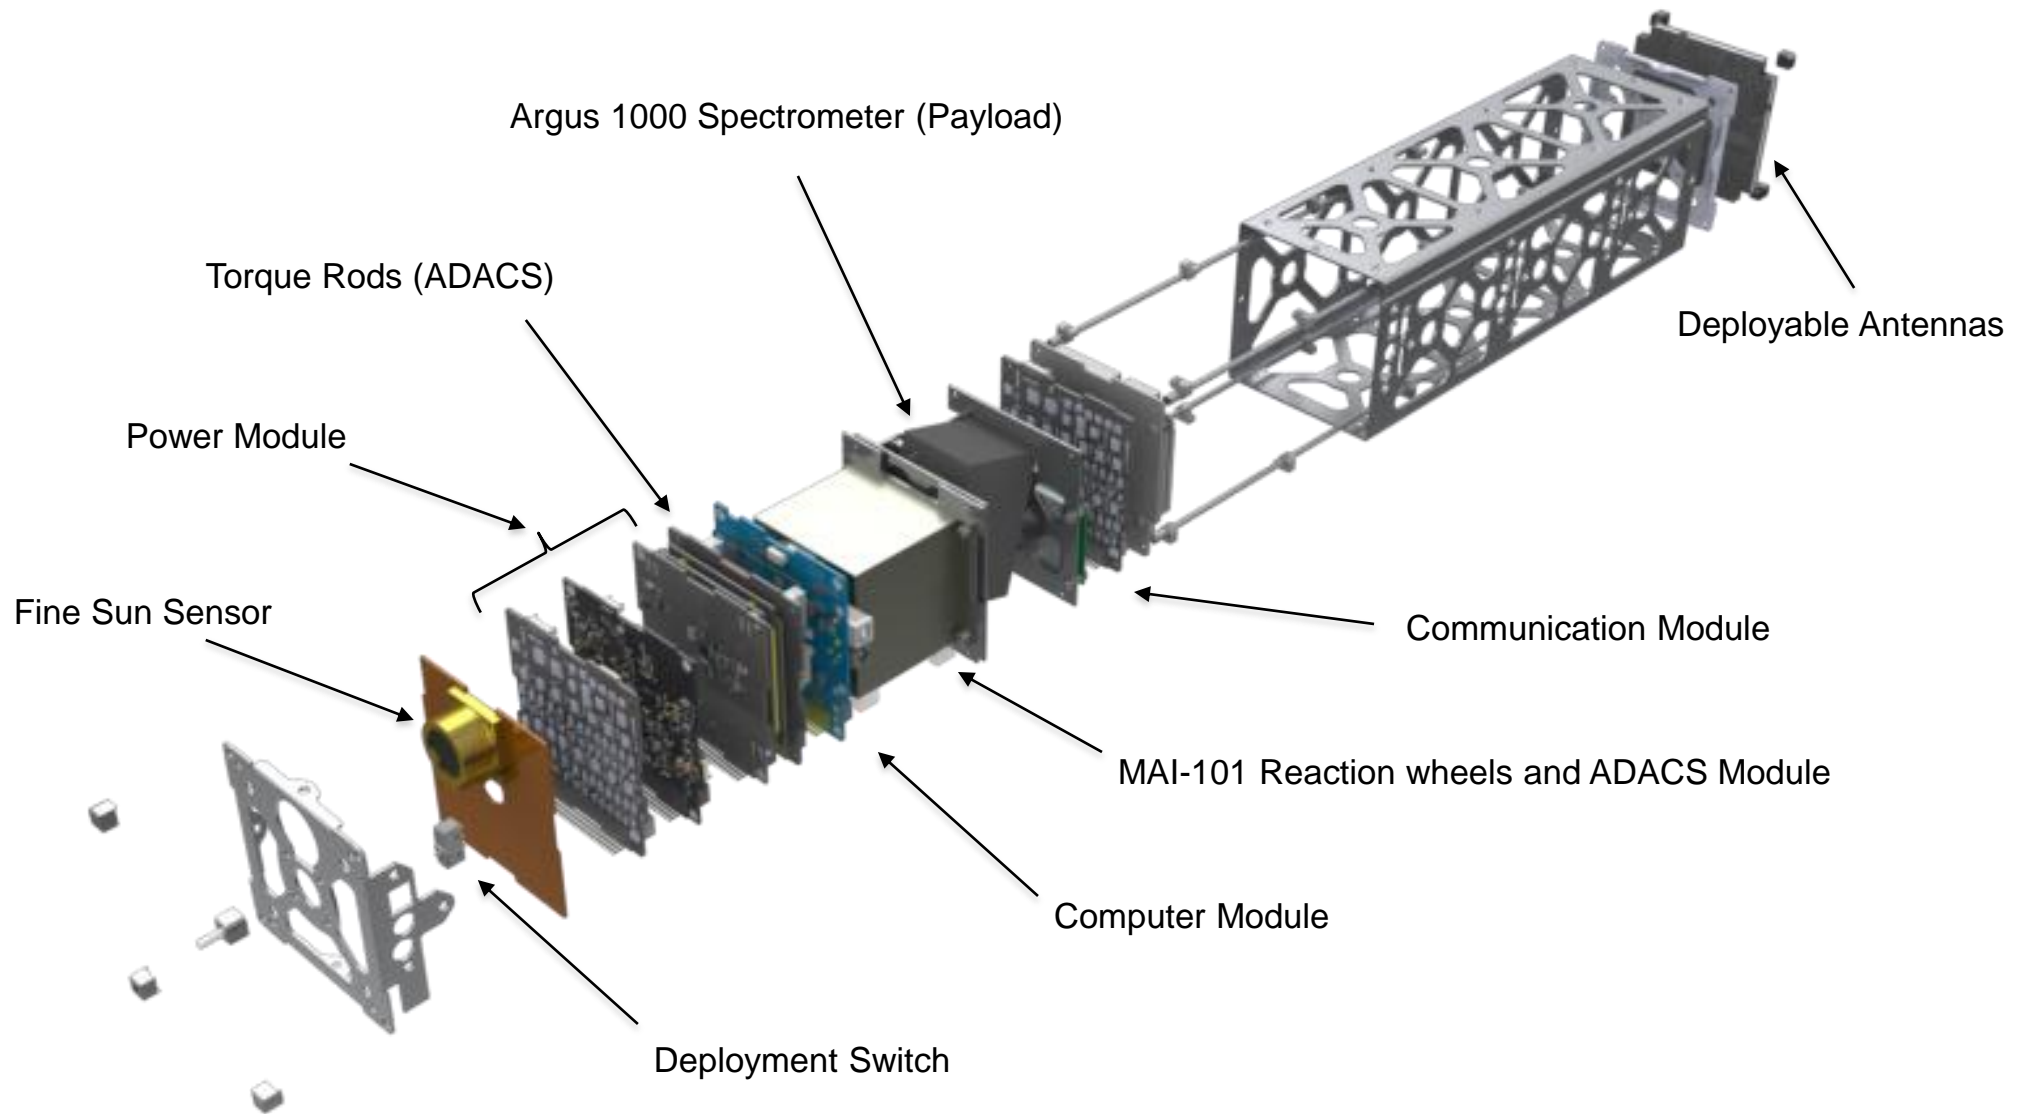 Argus 1000 Spectrometer (Payload)
Torque Rods (ADACS)
Deployable Antennas
Power Module
Fine Sun Sensor
Communication Module
MAI-101 Reaction wheels and ADACS Module
Computer Module
Deployment Switch